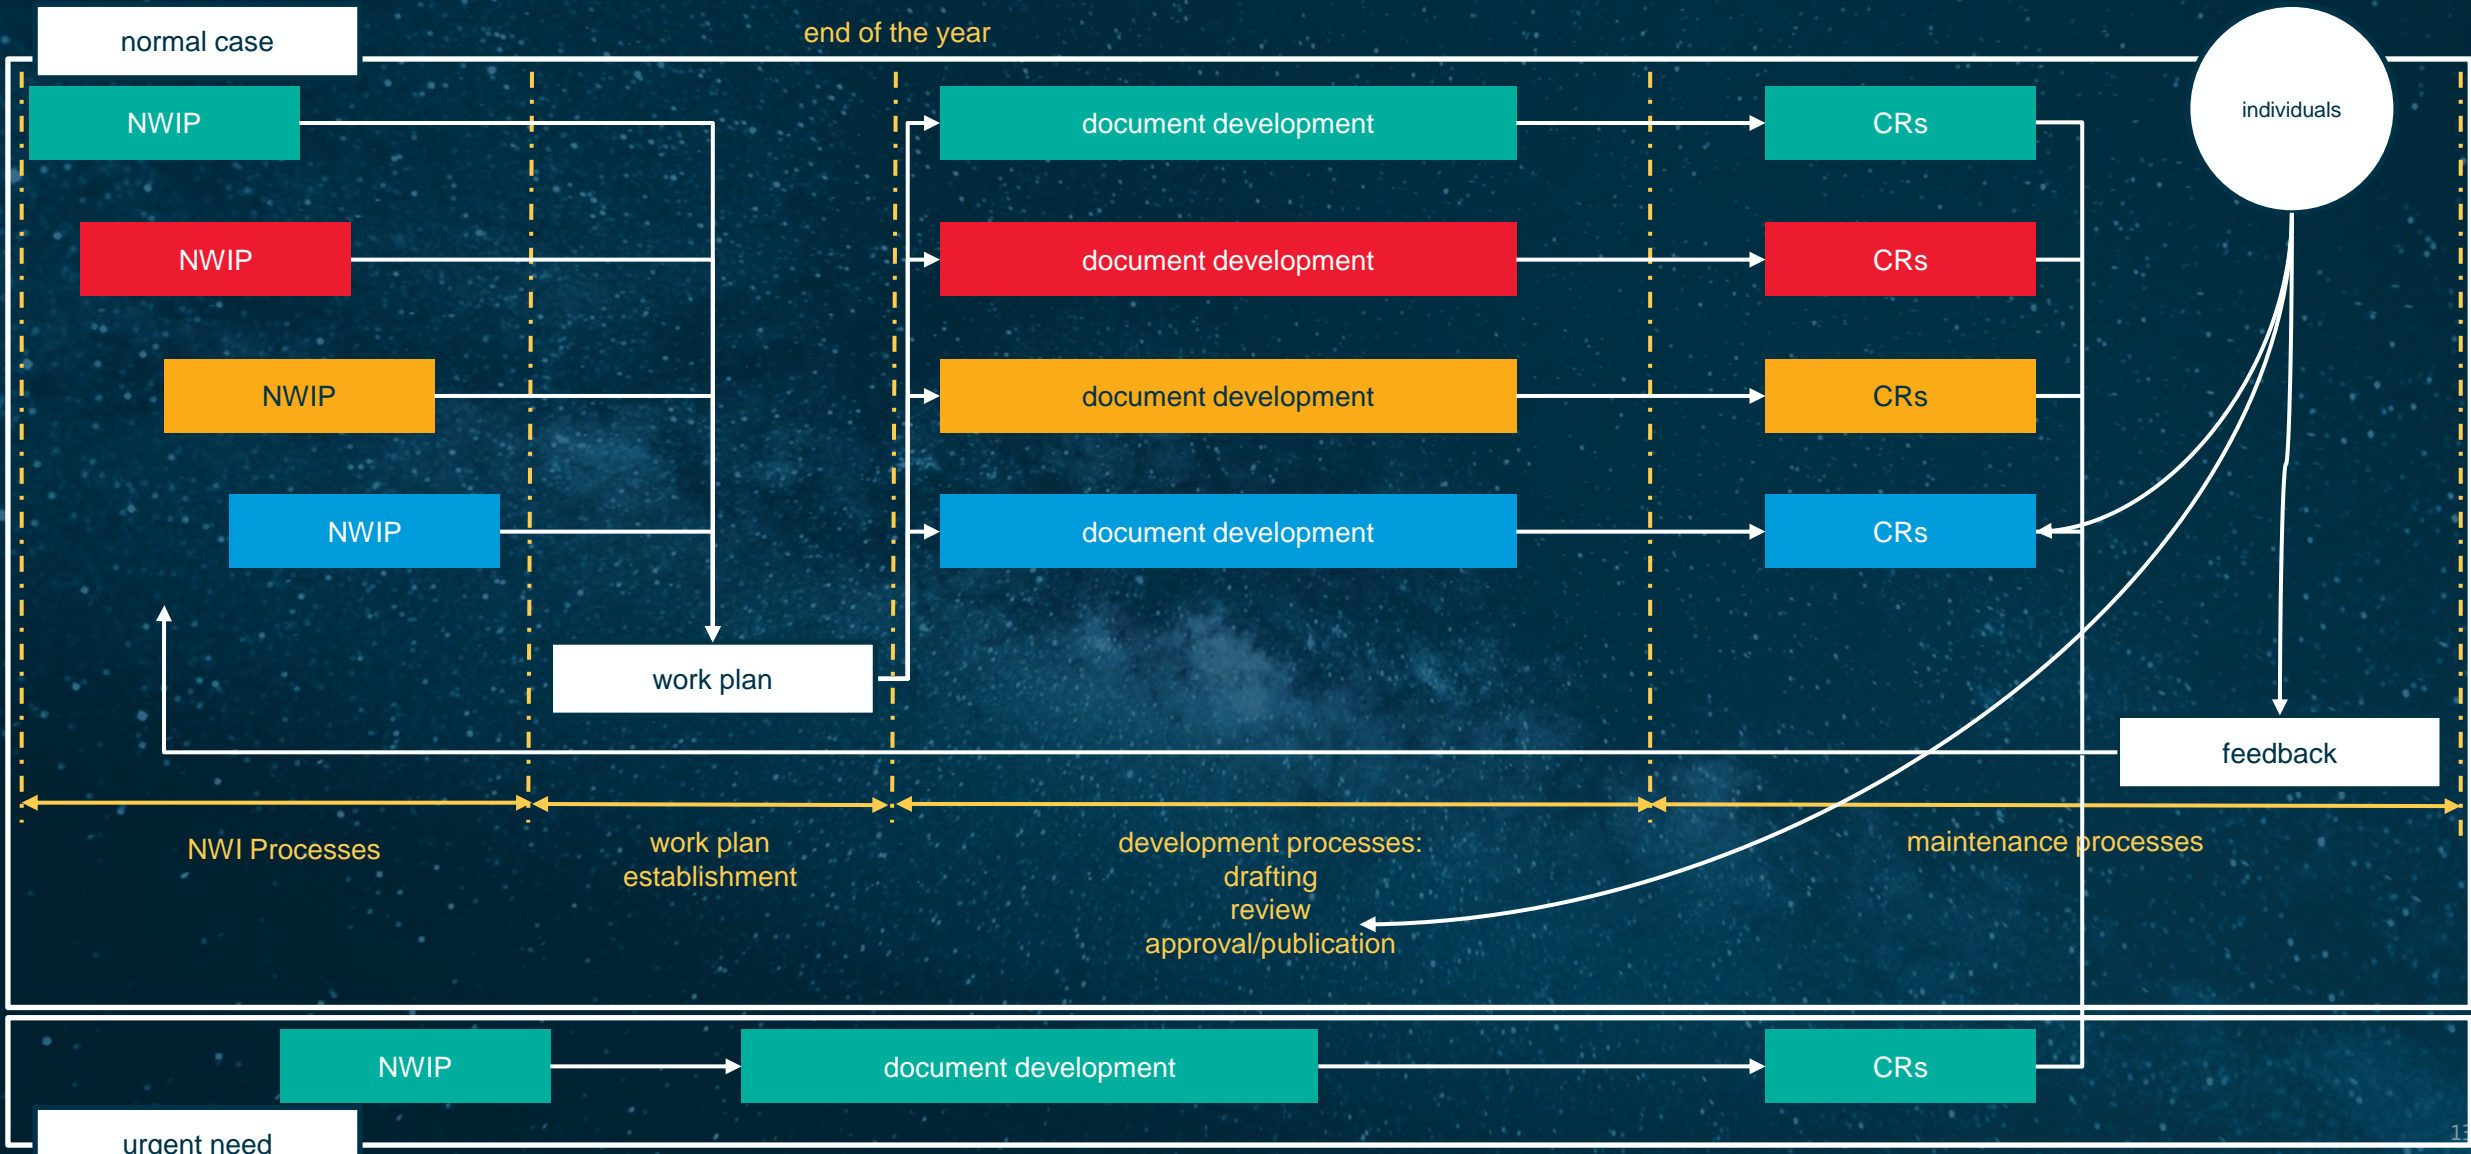 normal case
end of the year
individuals
NWIP
document development
CRs
NWIP
document development
CRs
NWIP
document development
CRs
NWIP
document development
CRs
work plan
feedback
NWI Processes
work plan
establishment
development processes:
drafting
review
approval/publication
maintenance processes
NWIP
document development
CRs
urgent need
13